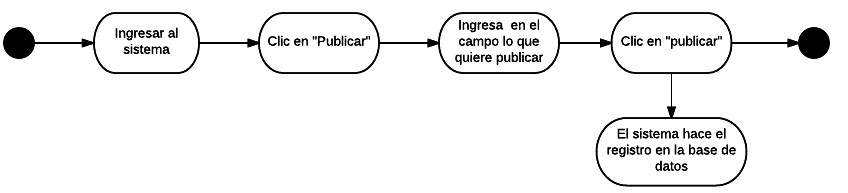 Ingresar al
sistema
Clic en "Publicar"
Ingresa en el
campo lo que
quiere publicar
Clic en "publicar"
El sistema hace el
registro en la base de
datos